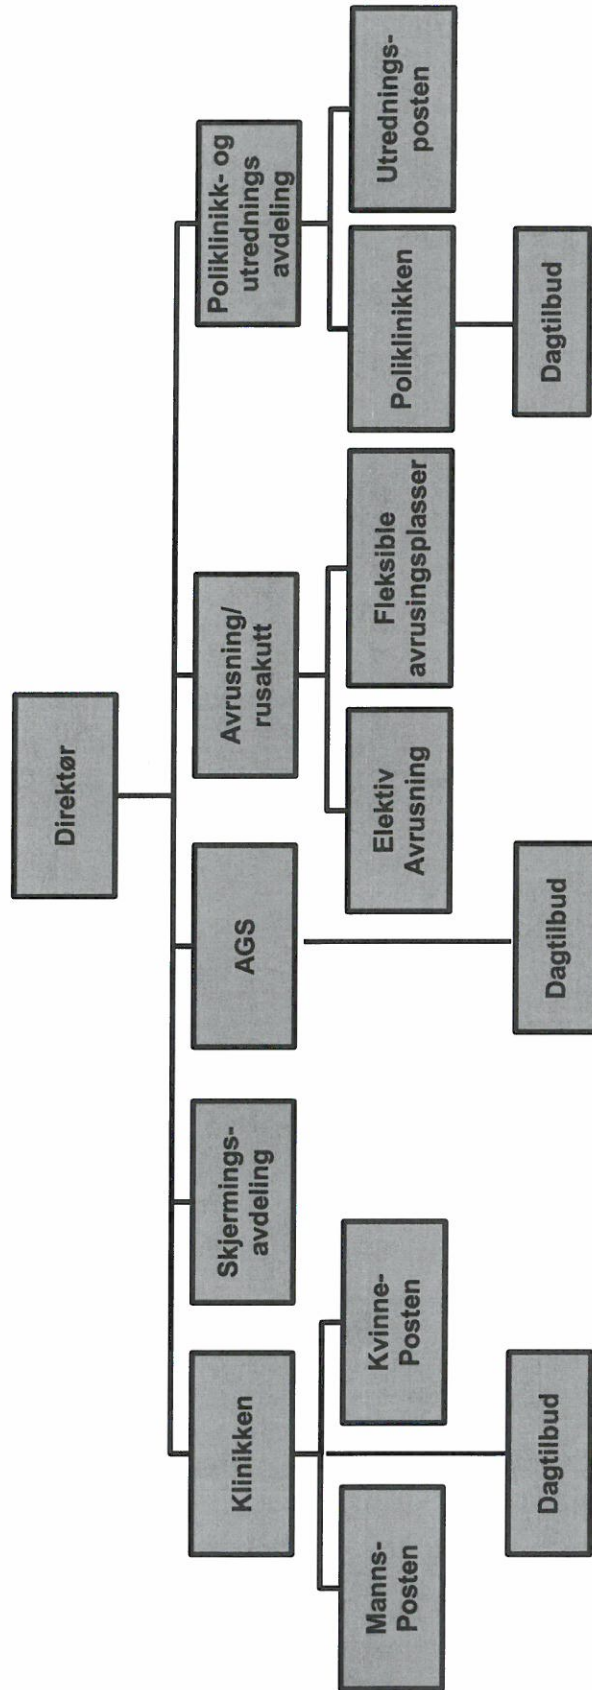 Direktør
Klinikken
Skjermings-
avdeling
AGS
Avrusning/
rusakutt
Poliklinikk- og
utrednings
avdeling
Manns-
Posten
Kvinne-
Posten
Elektiv
Avrusning
Fleksible
avrusingsplasser
Poliklinikken
Utrednings-
posten
Dagtilbud
Dagtilbud
Dagtilbud